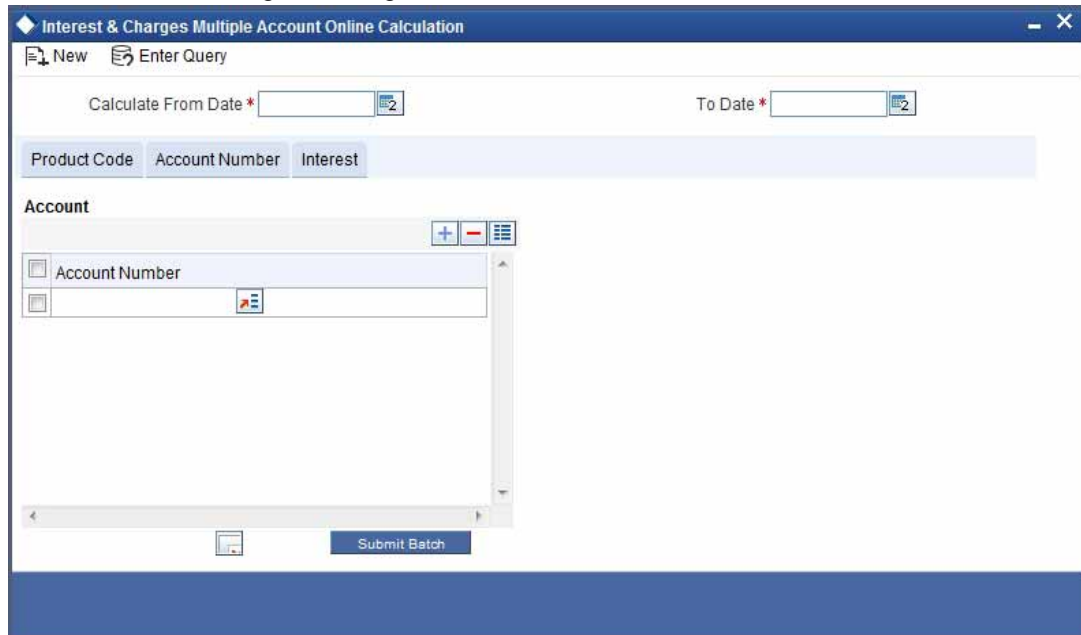 Interest & Charges Multiple Account Online Calculation
New Enter Query
Calculate From Date * To Date *
Product Code Account Number Interest
Account
Account Number
Submit Batch